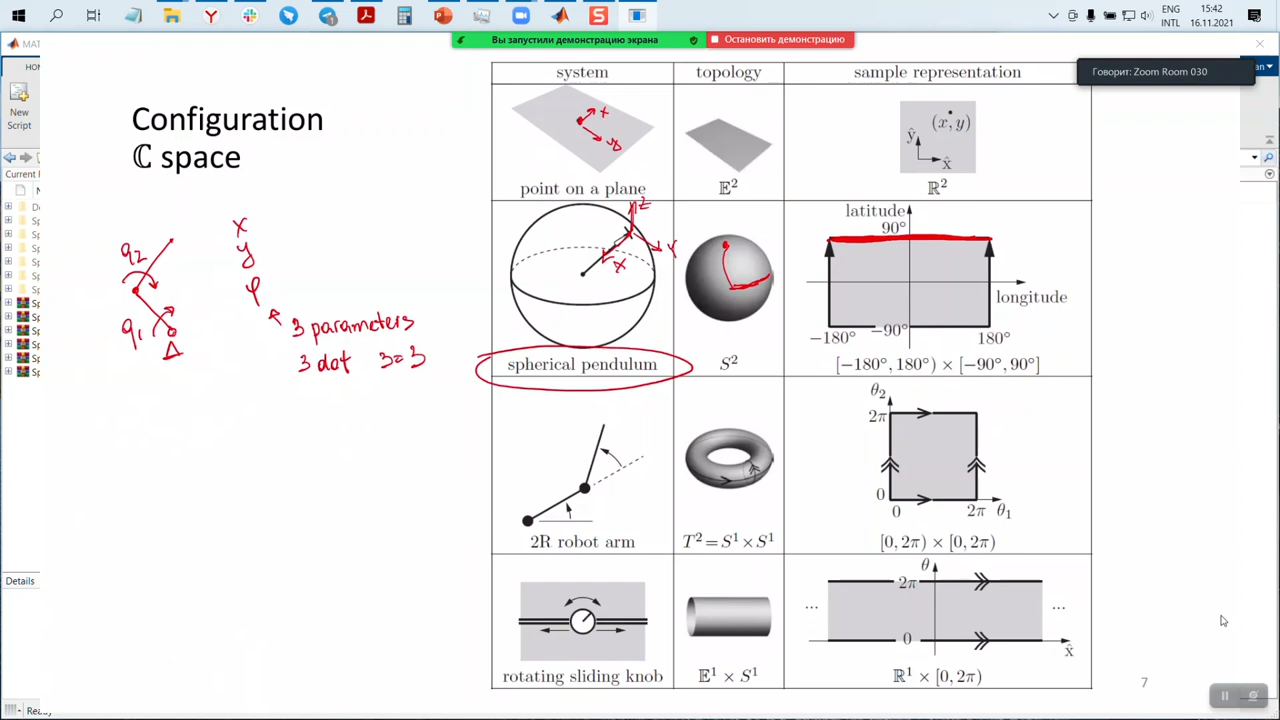 ENG
15:42
INTL
16.11.2021
Вы запустили демонстрацию экрана
Остановить демонстрацию
Говорит: Zoom Room 030
New
Script
Details
Configuration
ℂ space
q2
q1
x
y
φ
3 parameters
3 dof 3=3
system topology sample representation
x
y
(x, y)
ŷ
x̂
point on a plane 𝔼² ℝ²
z
y
x
latitude
90°
longitude
−180° −90° 180°
spherical pendulum S² [−180°, 180°) × [−90°, 90°]
θ₂
2π
0
0 2π θ₁
2R robot arm T² = S¹ × S¹ [0, 2π) × [0, 2π)
θ
2π
... ...
0
x̂
rotating sliding knob 𝔼¹ × S¹ ℝ¹ × [0, 2π)
7